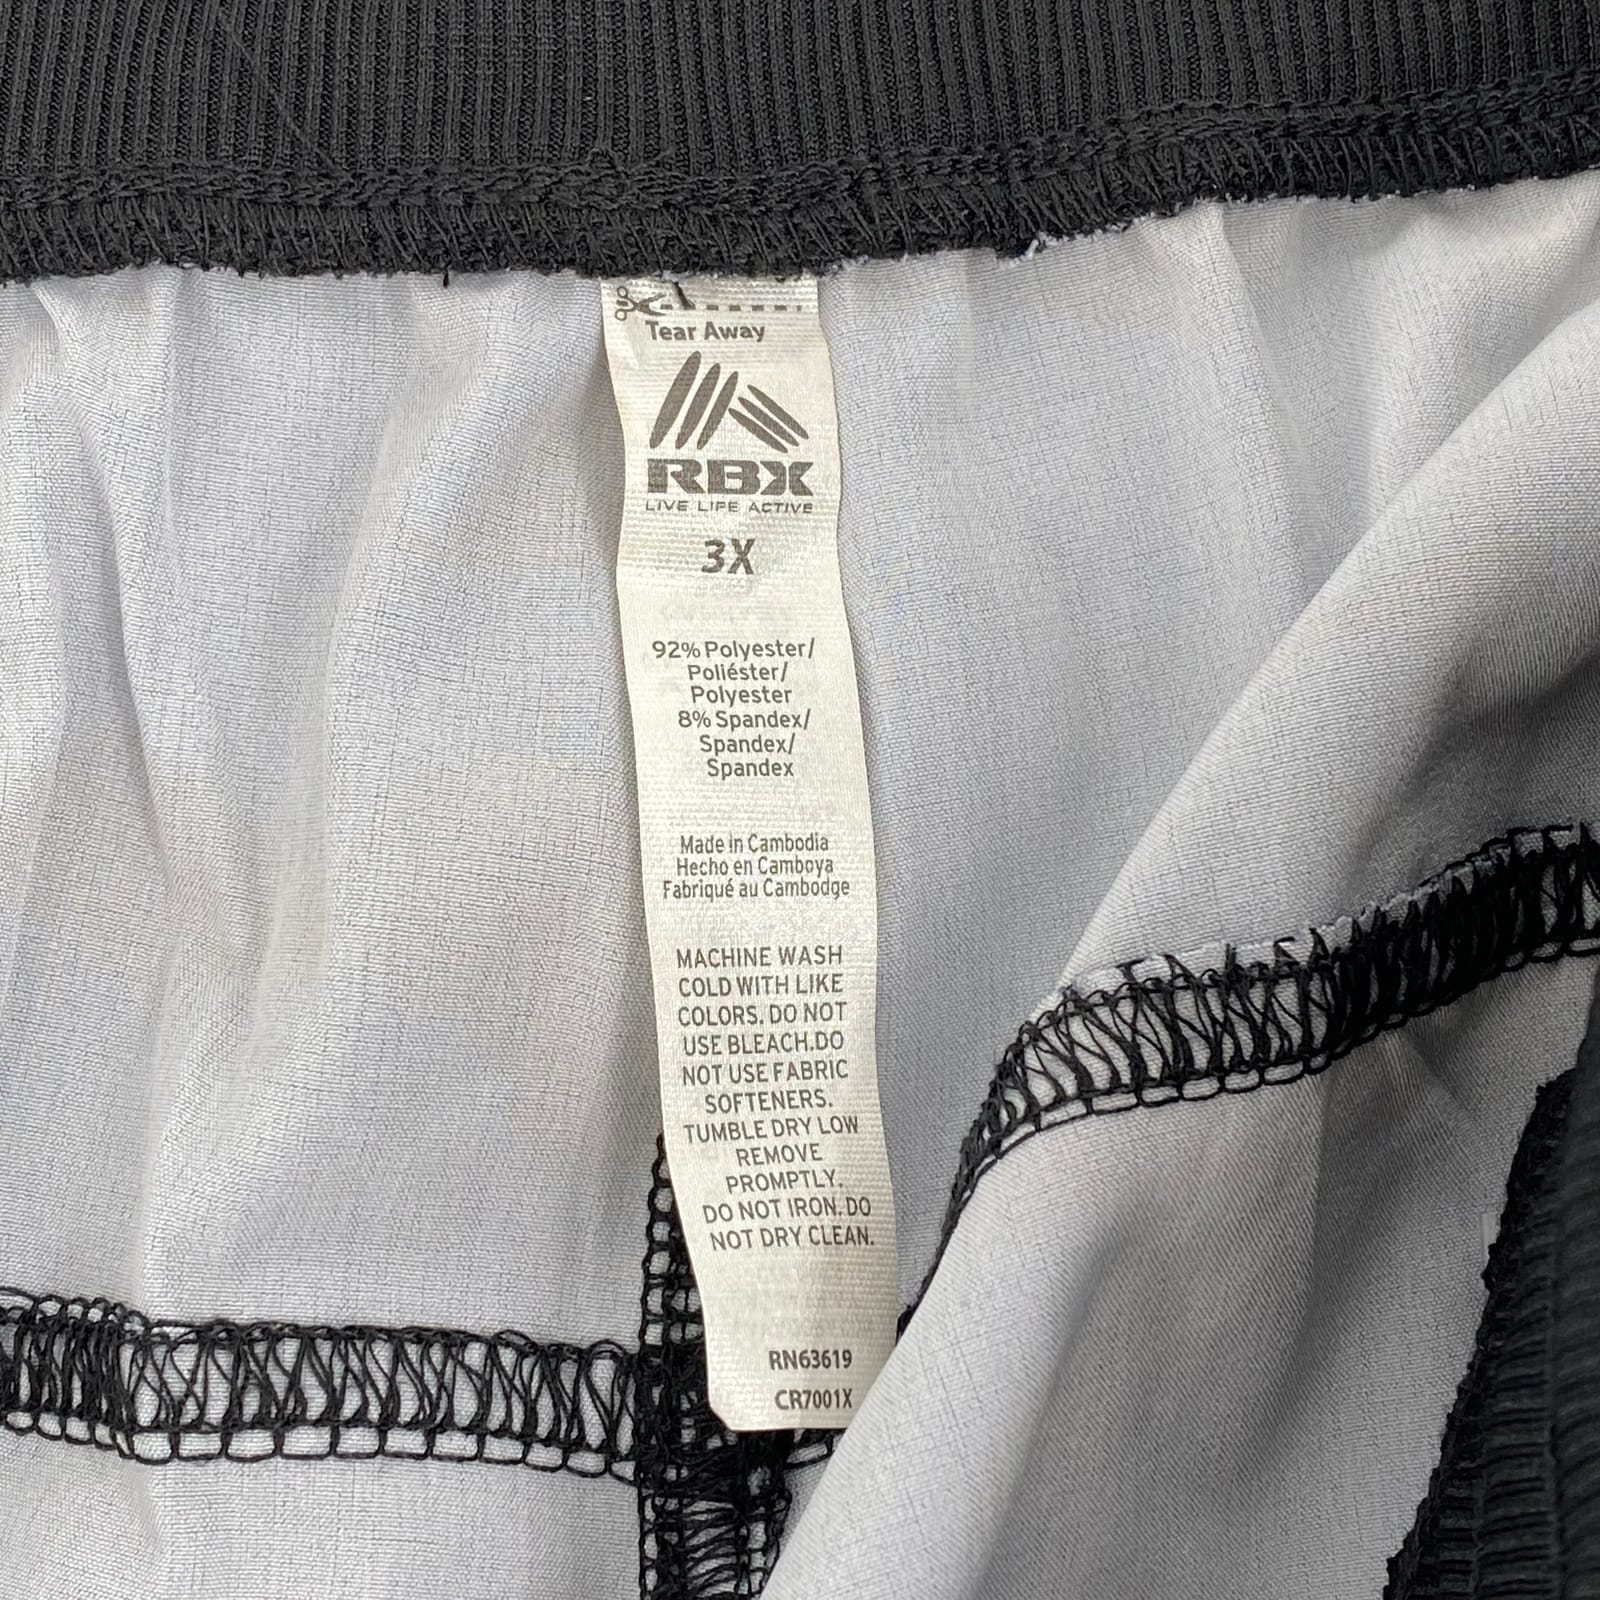 Tear Away
RBX
LIVE LIFE ACTIVE
3X
92% Polyester/
Poliéster/
Polyester
8% Spandex/
Spandex/
Spandex
Made in Cambodia
Hecho en Camboya
Fabriqué au Cambodge
MACHINE WASH
COLD WITH LIKE
COLORS. DO NOT
USE BLEACH.DO
NOT USE FABRIC
SOFTENERS.
TUMBLE DRY LOW
REMOVE
PROMPTLY.
DO NOT IRON. DO
NOT DRY CLEAN.
RN63619
CR7001X